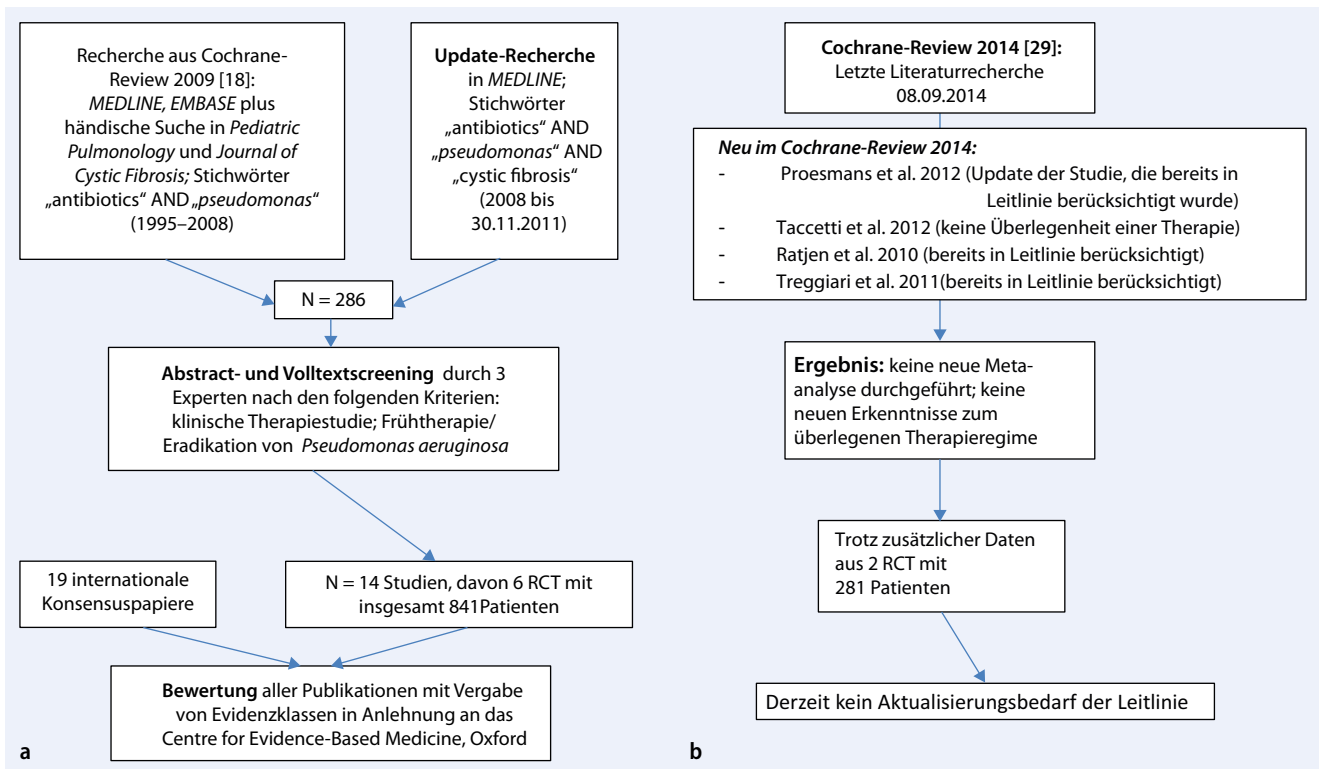 Recherche aus Cochrane-
Review 2009 [18]:
MEDLINE, EMBASE plus
händische Suche in Pediatric
Pulmonology und Journal of
Cystic Fibrosis; Stichwörter
„antibiotics“ AND „pseudomonas“
(1995–2008)
Update-Recherche
in MEDLINE;
Stichwörter
„antibiotics“ AND
„pseudomonas“ AND
„cystic fibrosis“
(2008 bis
30.11.2011)
N = 286
Abstract- und Volltextscreening durch 3
Experten nach den folgenden Kriterien:
klinische Therapiestudie; Frühtherapie/
Eradikation von Pseudomonas aeruginosa
19 internationale
Konsensuspapiere
N = 14 Studien, davon 6 RCT mit
insgesamt 841Patienten
Bewertung aller Publikationen mit Vergabe
von Evidenzklassen in Anlehnung an das
Centre for Evidence-Based Medicine, Oxford
a
Cochrane-Review 2014 [29]:
Letzte Literaturrecherche
08.09.2014
Neu im Cochrane-Review 2014:
- Proesmans et al. 2012 (Update der Studie, die bereits in
Leitlinie berücksichtigt wurde)
- Taccetti et al. 2012 (keine Überlegenheit einer Therapie)
- Ratjen et al. 2010 (bereits in Leitlinie berücksichtigt)
- Treggiari et al. 2011(bereits in Leitlinie berücksichtigt)
Ergebnis: keine neue Meta-
analyse durchgeführt; keine
neuen Erkenntnisse zum
überlegenen Therapieregime
Trotz zusätzlicher Daten
aus 2 RCT mit
281 Patienten
Derzeit kein Aktualisierungsbedarf der Leitlinie
b